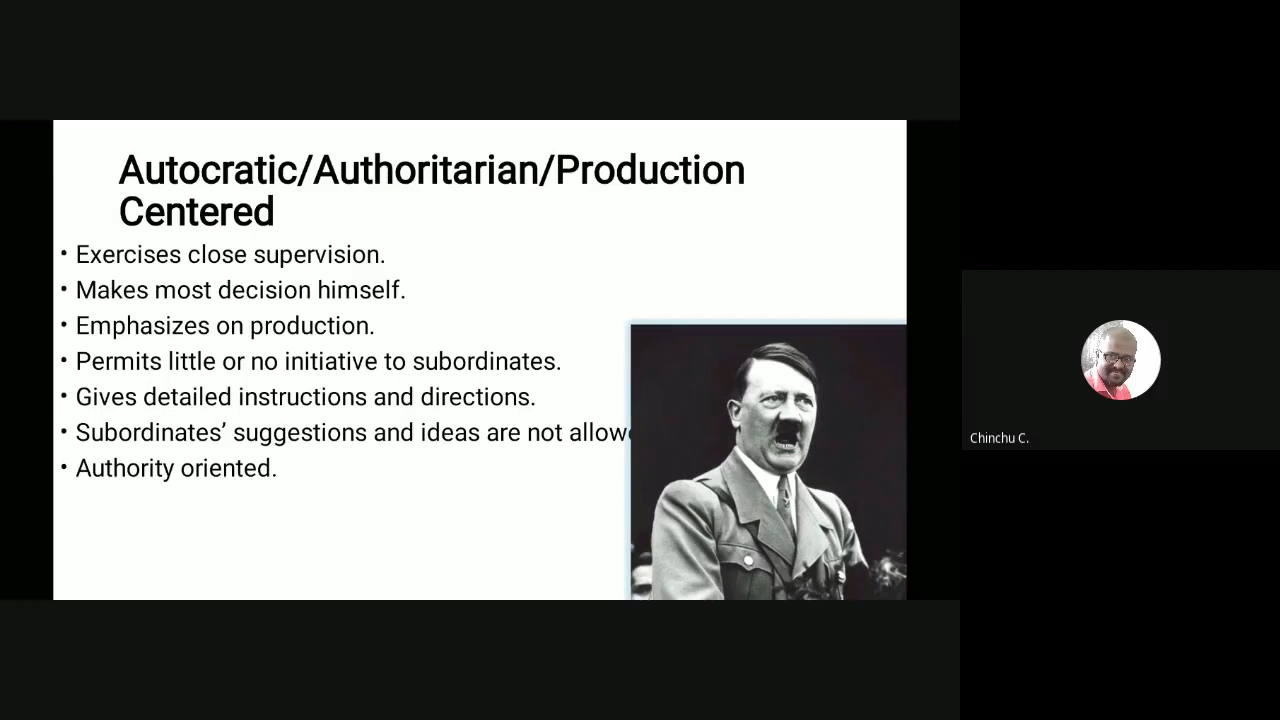 Autocratic/Authoritarian/Production
Centered
• Exercises close supervision.
• Makes most decision himself.
• Emphasizes on production.
• Permits little or no initiative to subordinates.
• Gives detailed instructions and directions.
• Subordinates’ suggestions and ideas are not allow
• Authority oriented.
Chinchu C.